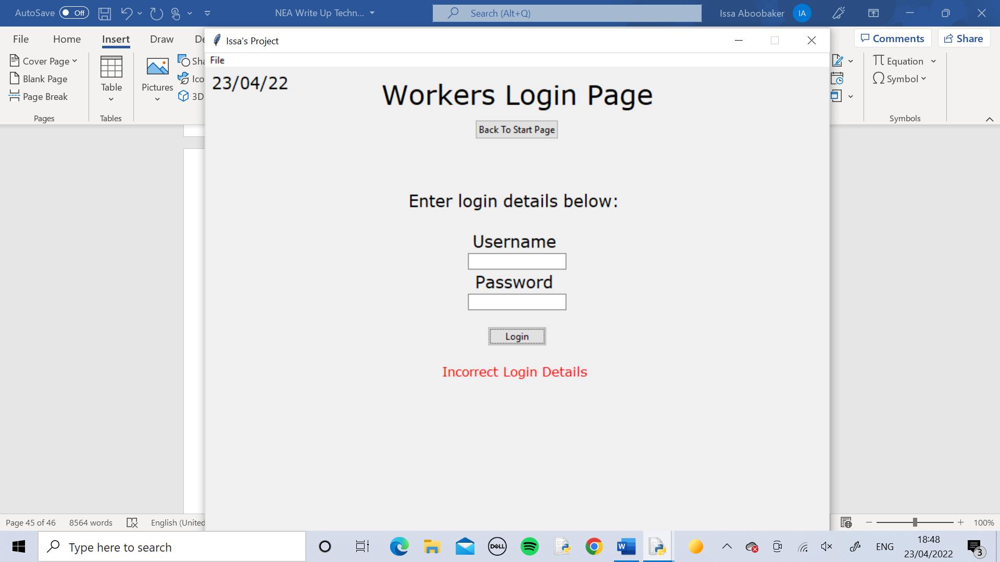 AutoSave Off
NEA Write Up Techn...
Search (Alt+Q)
Issa Aboobaker IA
File Home Insert Draw De
Comments Share
Issa's Project
File
Cover Page
Blank Page
Page Break
Pages
Table
Tables
Pictures
Sha
Ico
3D
Equation
Symbol
Symbols
23/04/22
Workers Login Page
Back To Start Page
Enter login details below:
Username
Password
Login
Incorrect Login Details
Page 45 of 46 8564 words English (United
100%
Type here to search
DELL
W
ENG
18:48
23/04/2022
3